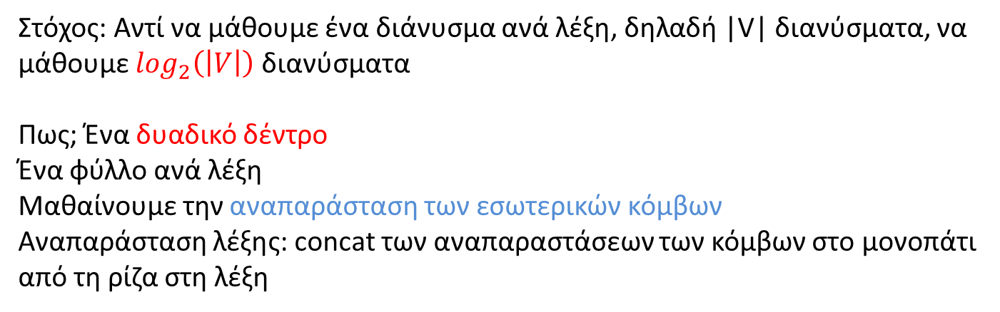 Στόχος: Αντί να μάθουμε ένα διάνυσμα ανά λέξη, δηλαδή |V| διανύσματα, να
μάθουμε log₂(|V|) διανύσματα
Πως; Ένα δυαδικό δέντρο
Ένα φύλλο ανά λέξη
Μαθαίνουμε την αναπαράσταση των εσωτερικών κόμβων
Αναπαράσταση λέξης: concat των αναπαραστάσεων των κόμβων στο μονοπάτι
από τη ρίζα στη λέξη